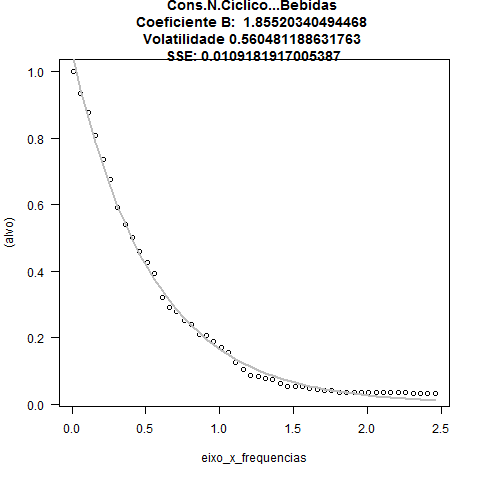 Cons.N.Ciclico...Bebidas
Coeficiente B:  1.85520340494468
Volatilidade 0.560481188631763
SSE: 0.0109181917005387
1.0
0.8
0.6
0.4
0.2
0.0
(alvo)
0.0 0.5 1.0 1.5 2.0 2.5
eixo_x_frequencias